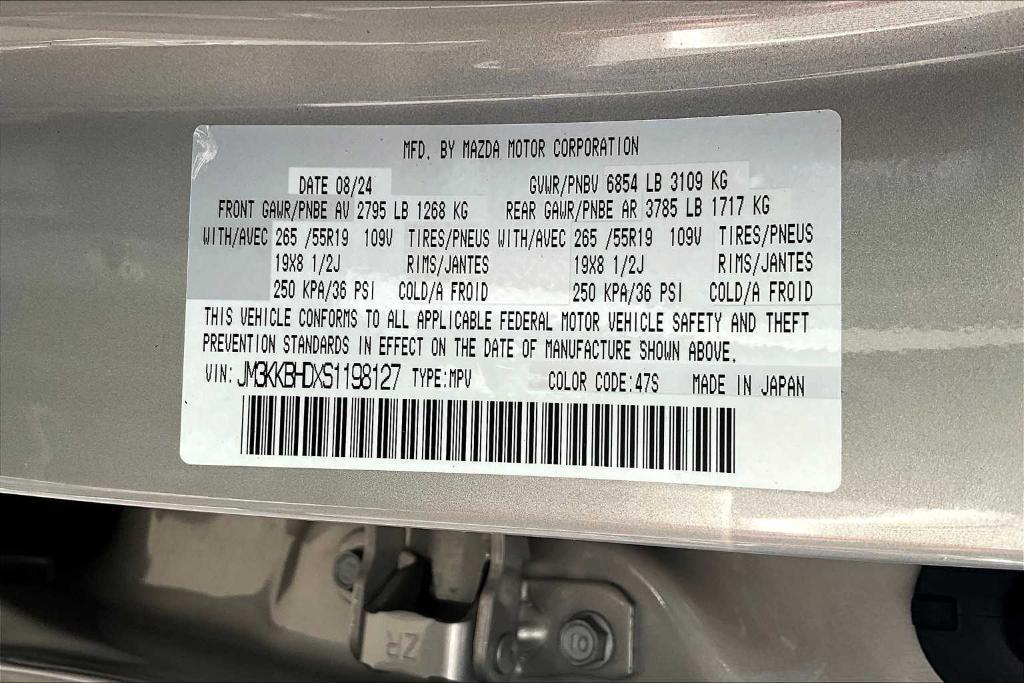 MFD. BY MAZDA MOTOR CORPORATION
DATE 08/24 GVWR/PNBV 6854 LB 3109 KG
FRONT GAWR/PNBE AV 2795 LB 1268 KG REAR GAWR/PNBE AR 3785 LB 1717 KG
WITH/AVEC 265 /55R19 109V TIRES/PNEUS WITH/AVEC 265 /55R19 109V TIRES/PNEUS
19X8 1/2J RIMS/JANTES 19X8 1/2J RIMS/JANTES
250 KPA/36 PSI COLD/A FROID 250 KPA/36 PSI COLD/A FROID
THIS VEHICLE CONFORMS TO ALL APPLICABLE FEDERAL MOTOR VEHICLE SAFETY AND THEFT
PREVENTION STANDARDS IN EFFECT ON THE DATE OF MANUFACTURE SHOWN ABOVE.
VIN: JM3KKBHDXS1198127 TYPE:MPV COLOR CODE:47S MADE IN JAPAN
ZR